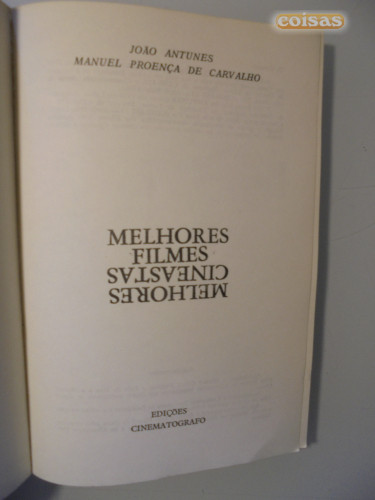 coisas
JOÃO ANTUNES
MANUEL PROENÇA DE CARVALHO
MELHORES
FILMES
CINEASTAS
MELHORES
EDIÇÕES
CINEMATOGRAFO